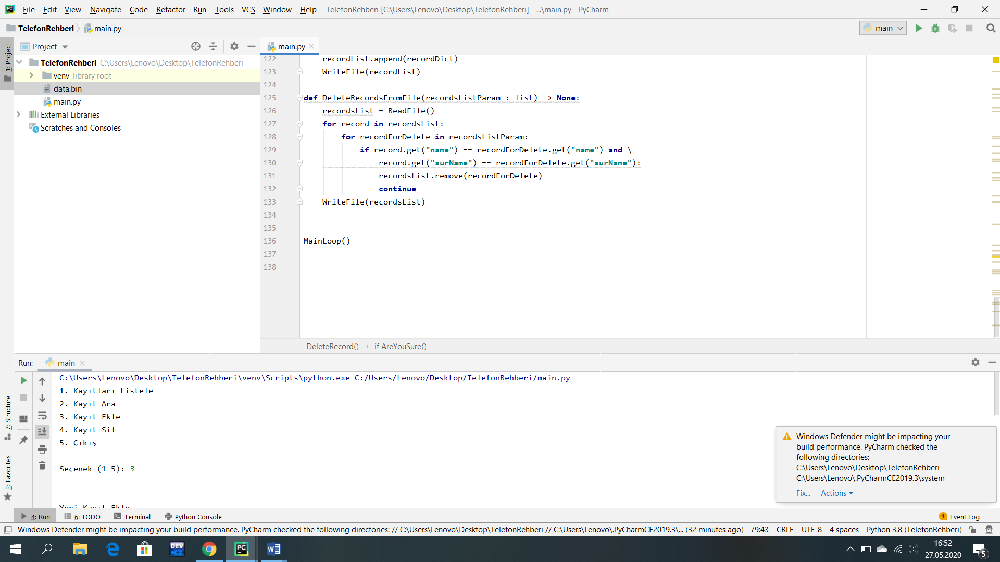 File Edit View Navigate Code Refactor Run Tools VCS Window Help TelefonRehberi [C:\Users\Lenovo\Desktop\TelefonRehberi] - ...\main.py - PyCharm
TelefonRehberi main.py
main
1: Project
Project
main.py
TelefonRehberi C:\Users\Lenovo\Desktop\TelefonRehberi
venv library root
data.bin
main.py
External Libraries
Scratches and Consoles
122 recordList.append(recordDict)
123 WriteFile(recordList)
124
125 def DeleteRecordsFromFile(recordsListParam : list) -> None:
126 recordsList = ReadFile()
127 for record in recordsList:
128 for recordForDelete in recordsListParam:
129 if record.get("name") == recordForDelete.get("name") and \
130 record.get("surName") == recordForDelete.get("surName"):
131 recordsList.remove(recordForDelete)
132 continue
133 WriteFile(recordsList)
134
135
136 MainLoop()
137
138
DeleteRecord() › if AreYouSure()
Run: main
C:\Users\Lenovo\Desktop\TelefonRehberi\venv\Scripts\python.exe C:/Users/Lenovo/Desktop/TelefonRehberi/main.py
1. Kayıtları Listele
2. Kayıt Ara
3. Kayıt Ekle
4. Kayıt Sil
5. Çıkış
Seçenek (1-5): 3
Yeni Kayıt Ekle
7: Structure
2: Favorites
Windows Defender might be impacting your
build performance. PyCharm checked the
following directories:
C:\Users\Lenovo\Desktop\TelefonRehberi
C:\Users\Lenovo\.PyCharmCE2019.3\system
Fix... Actions
4: Run 6: TODO Terminal Python Console 1 Event Log
Windows Defender might be impacting your build performance. PyCharm checked the following directories: // C:\Users\Lenovo\Desktop\TelefonRehberi // C:\Users\Lenovo\.PyCharmCE2019.3\... (32 minutes ago) 79:43 CRLF UTF-8 4 spaces Python 3.8 (TelefonRehberi)
DEV C++
PC
W
16:52
27.05.2020
5